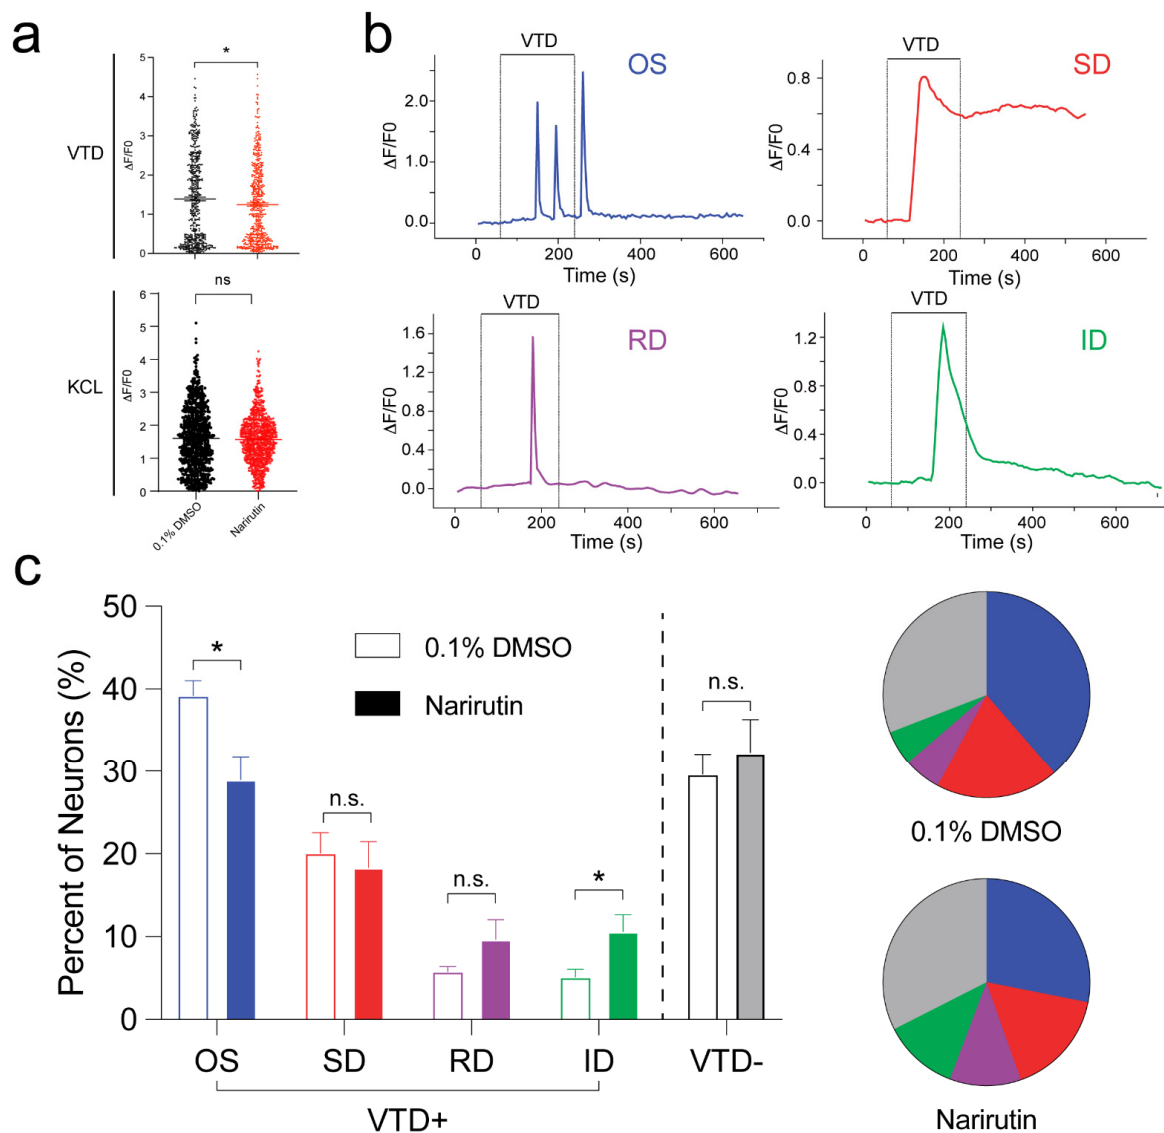 a
VTD
ΔF/F0
5
4
3
2
1
0
*
KCL
ΔF/F0
6
5
4
3
2
1
0
ns
0.1% DMSO
Narirutin
b
VTD
OS
ΔF/F0
2.0
1.0
0.0
0 200 400 600
Time (s)
VTD
SD
ΔF/F0
0.8
0.4
0.0
0 200 400 600
Time (s)
VTD
RD
ΔF/F0
1.6
1.2
0.8
0.4
0.0
0 200 400 600
Time (s)
VTD
ID
ΔF/F0
1.2
0.8
0.4
0.0
0 200 400 600
Time (s)
c
Percent of Neurons (%)
50
40
30
20
10
0
0.1% DMSO
Narirutin
*
n.s.
n.s.
*
n.s.
OS SD RD ID VTD-
VTD+
0.1% DMSO
Narirutin